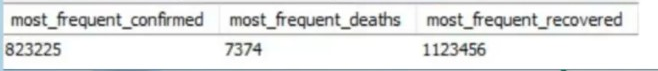 most_frequent_confirmed most_frequent_deaths most_frequent_recovered
823225 7374 1123456